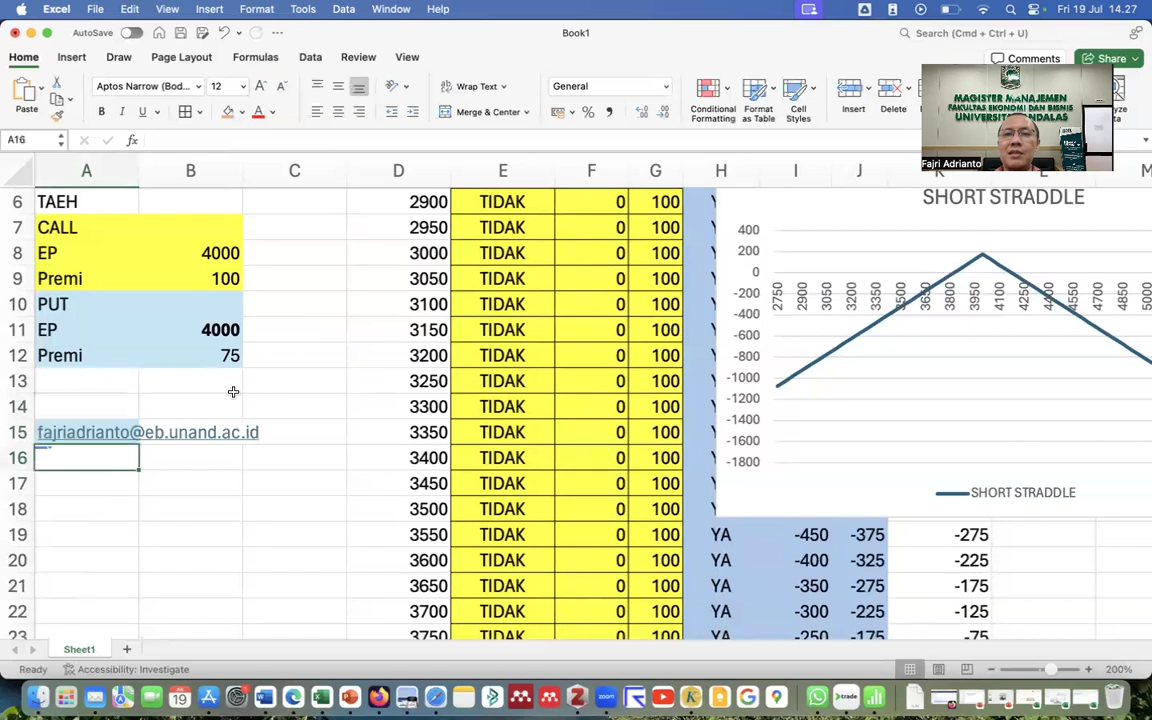 Excel File Edit View Insert Format Tools Data Window Help Fri 19 Jul 14.27
AutoSave Book1 Search (Cmd + Ctrl + U)
Home Insert Draw Page Layout Formulas Data Review View Comments Share
Paste Aptos Narrow (Bod... 12 Wrap Text General
B I U Merge & Center Conditional Formatting Format as Table Cell Styles Insert Delete
MAGISTER MANAJEMEN
Fajri Adrianto
A16 fx
A B C D E F G H I J K L M
6 TAEH 2900 TIDAK 0 100
7 CALL 2950 TIDAK 0 100
8 EP 4000 3000 TIDAK 0 100
9 Premi 100 3050 TIDAK 0 100
10 PUT 3100 TIDAK 0 100
11 EP 4000 3150 TIDAK 0 100
12 Premi 75 3200 TIDAK 0 100
13 3250 TIDAK 0 100
14 3300 TIDAK 0 100
15 fajriadrianto@eb.unand.ac.id 3350 TIDAK 0 100
16 3400 TIDAK 0 100
17 3450 TIDAK 0 100
18 3500 TIDAK 0 100
19 3550 TIDAK 0 100 YA -450 -375 -275
20 3600 TIDAK 0 100 YA -400 -325 -225
21 3650 TIDAK 0 100 YA -350 -275 -175
22 3700 TIDAK 0 100 YA -300 -225 -125
23 3750 TIDAK 0 100 YA -250 -175 -75
SHORT STRADDLE
400
200
0
-200
-400
-600
-800
-1000
-1200
-1400
-1600
-1800
2750 2900 3050 3200 3350 3500 3650 3800 3950 4100 4250 4400 4550 4700 4850 5000
SHORT STRADDLE
Sheet1
Ready Accessibility: Investigate 200%